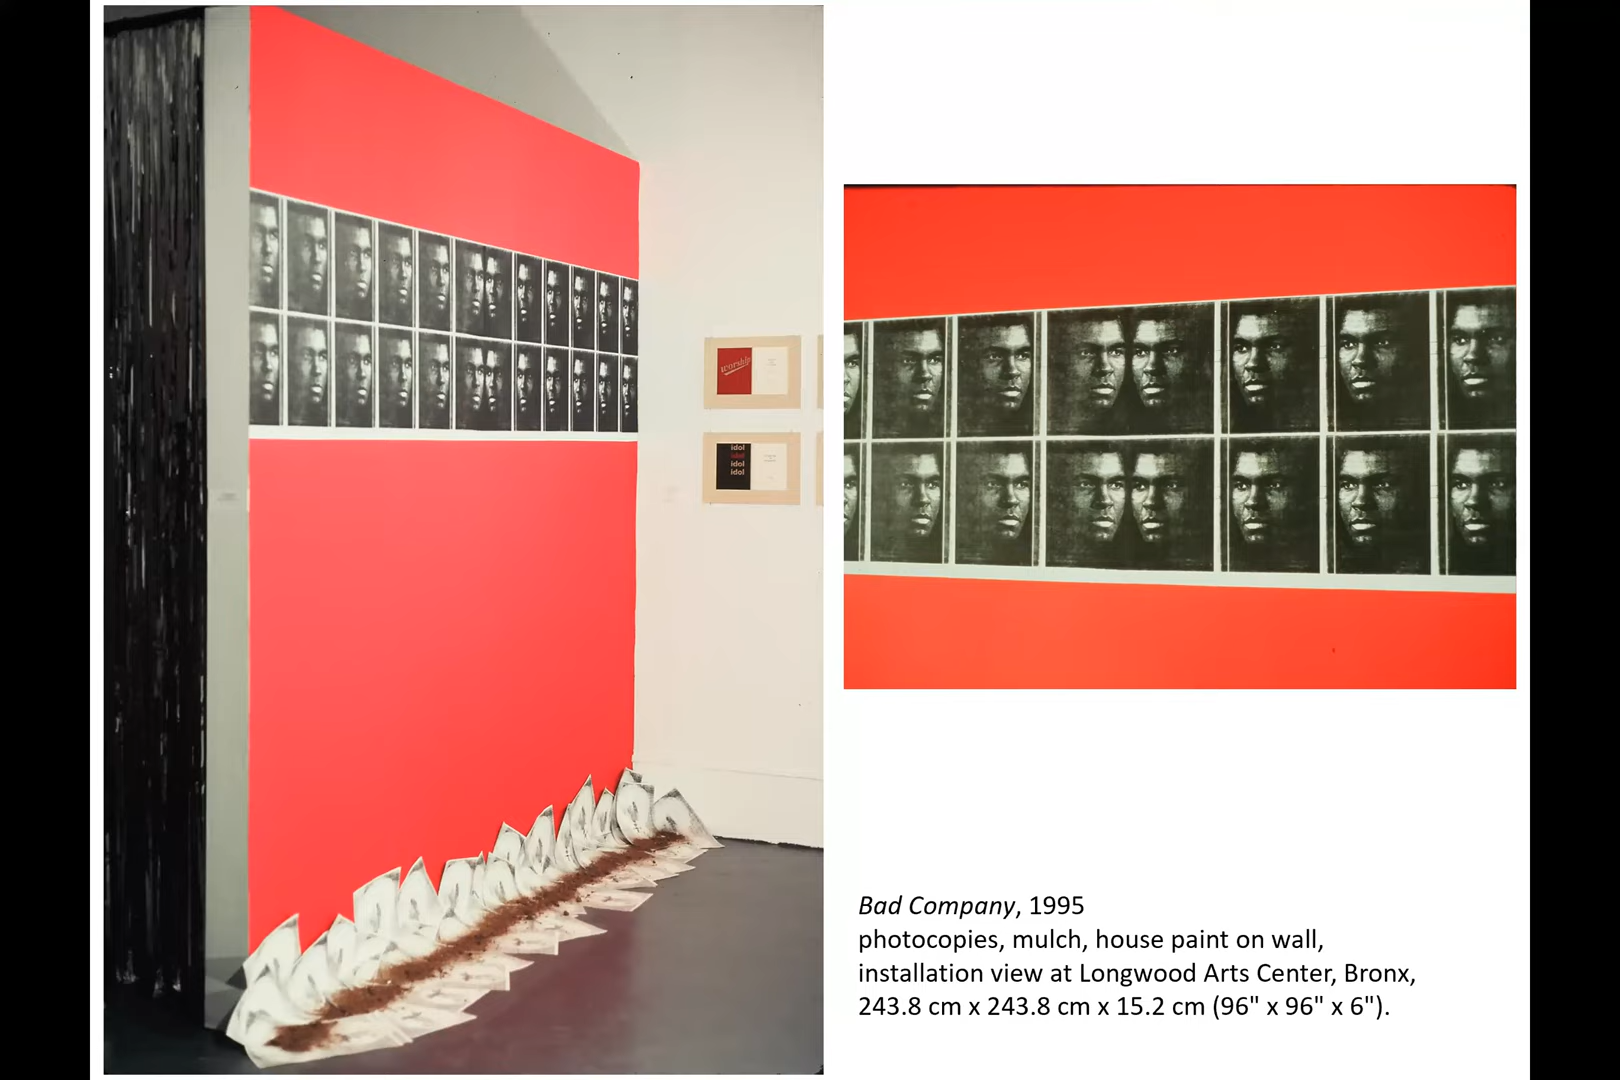 worship
idol
idol
idol
idol
Bad Company, 1995
photocopies, mulch, house paint on wall,
installation view at Longwood Arts Center, Bronx,
243.8 cm x 243.8 cm x 15.2 cm (96" x 96" x 6").